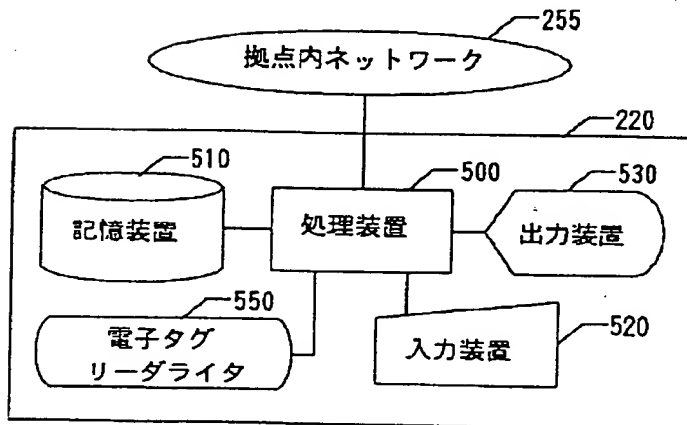 255
拠点内ネットワーク
220
510
500
530
記憶装置
処理装置
出力装置
550
電子タグ
リーダライタ
520
入力装置